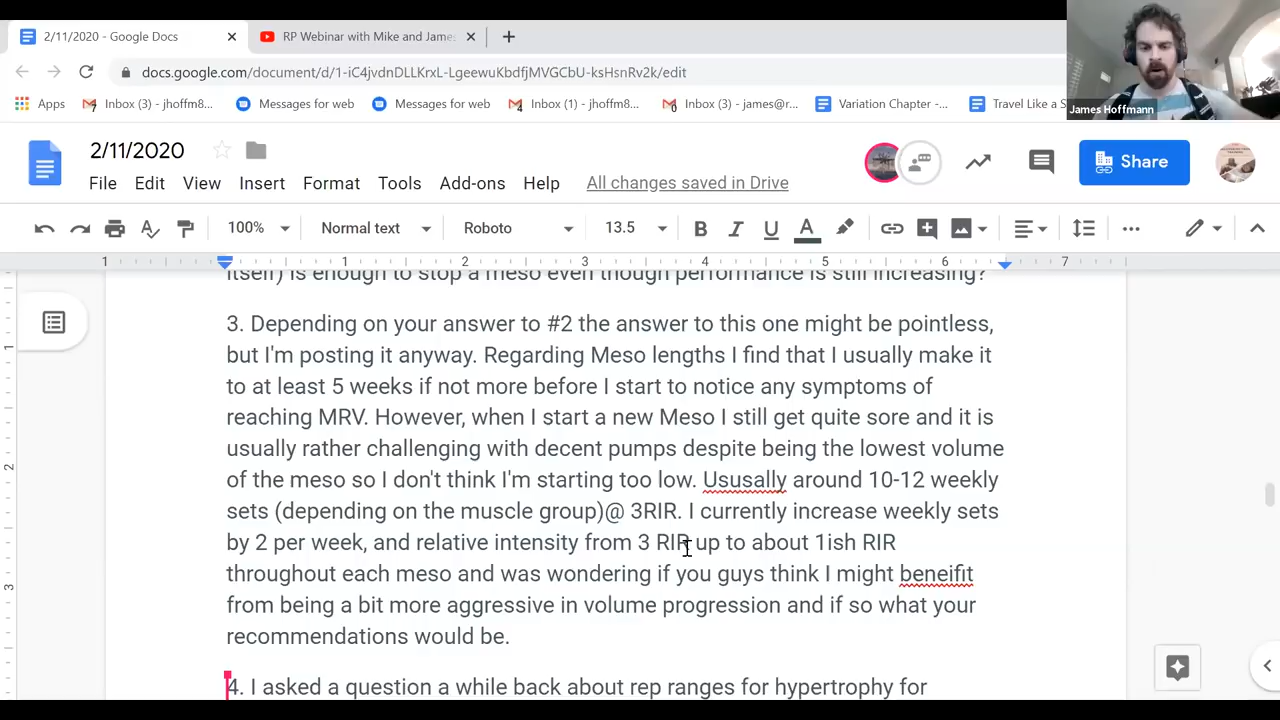 2/11/2020 - Google Docs
RP Webinar with Mike and Jame
docs.google.com/document/d/1-iC4jvdnDLLKrxL-LgeewuKbdfjMVGCbU-ksHsnRv2k/edit
James Hoffmann
Apps
Inbox (3) - jhoffm8...
Messages for web
Messages for web
Inbox (1) - jhoffm8...
Inbox (2) - james@r...
Variation Chapter -...
Travel Like a S
2/11/2020
File Edit View Insert Format Tools Add-ons Help All changes saved in Drive
Share
100% Normal text Roboto 13.5 B I U A
1 1 2 3 4 5 6 7
itself) is enough to stop a meso even though performance is still increasing?
3. Depending on your answer to #2 the answer to this one might be pointless,
but I'm posting it anyway. Regarding Meso lengths I find that I usually make it
to at least 5 weeks if not more before I start to notice any symptoms of
reaching MRV. However, when I start a new Meso I still get quite sore and it is
usually rather challenging with decent pumps despite being the lowest volume
of the meso so I don't think I'm starting too low. Ususally around 10-12 weekly
sets (depending on the muscle group)@ 3RIR. I currently increase weekly sets
by 2 per week, and relative intensity from 3 RIR up to about 1ish RIR
throughout each meso and was wondering if you guys think I might beneifit
from being a bit more aggressive in volume progression and if so what your
recommendations would be.
4. I asked a question a while back about rep ranges for hypertrophy for
1
2
3